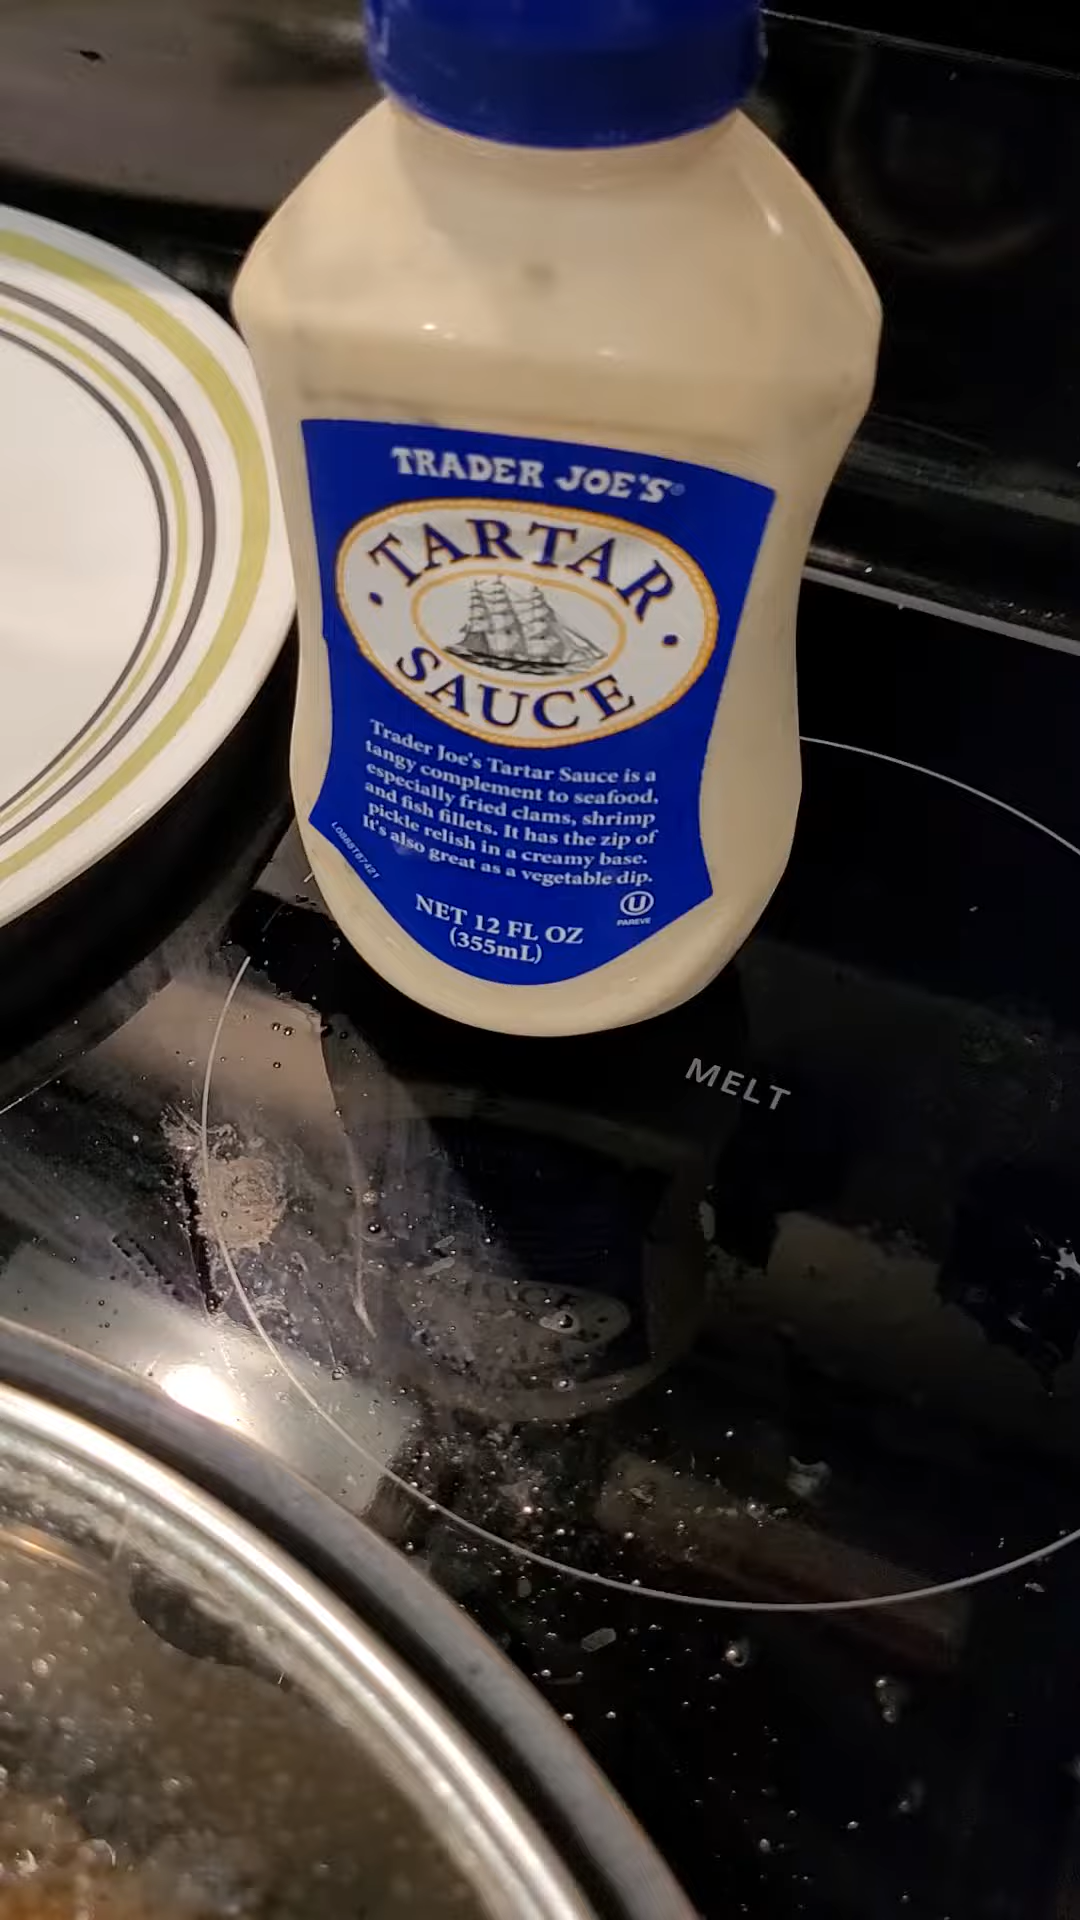 TRADER JOE'S®
TARTAR
SAUCE
Trader Joe's Tartar Sauce is a
tangy complement to seafood,
especially fried clams, shrimp
and fish fillets. It has the zip of
pickle relish in a creamy base.
It's also great as a vegetable dip.
NET 12 FL OZ
(355mL)
U
PAREVE
MELT